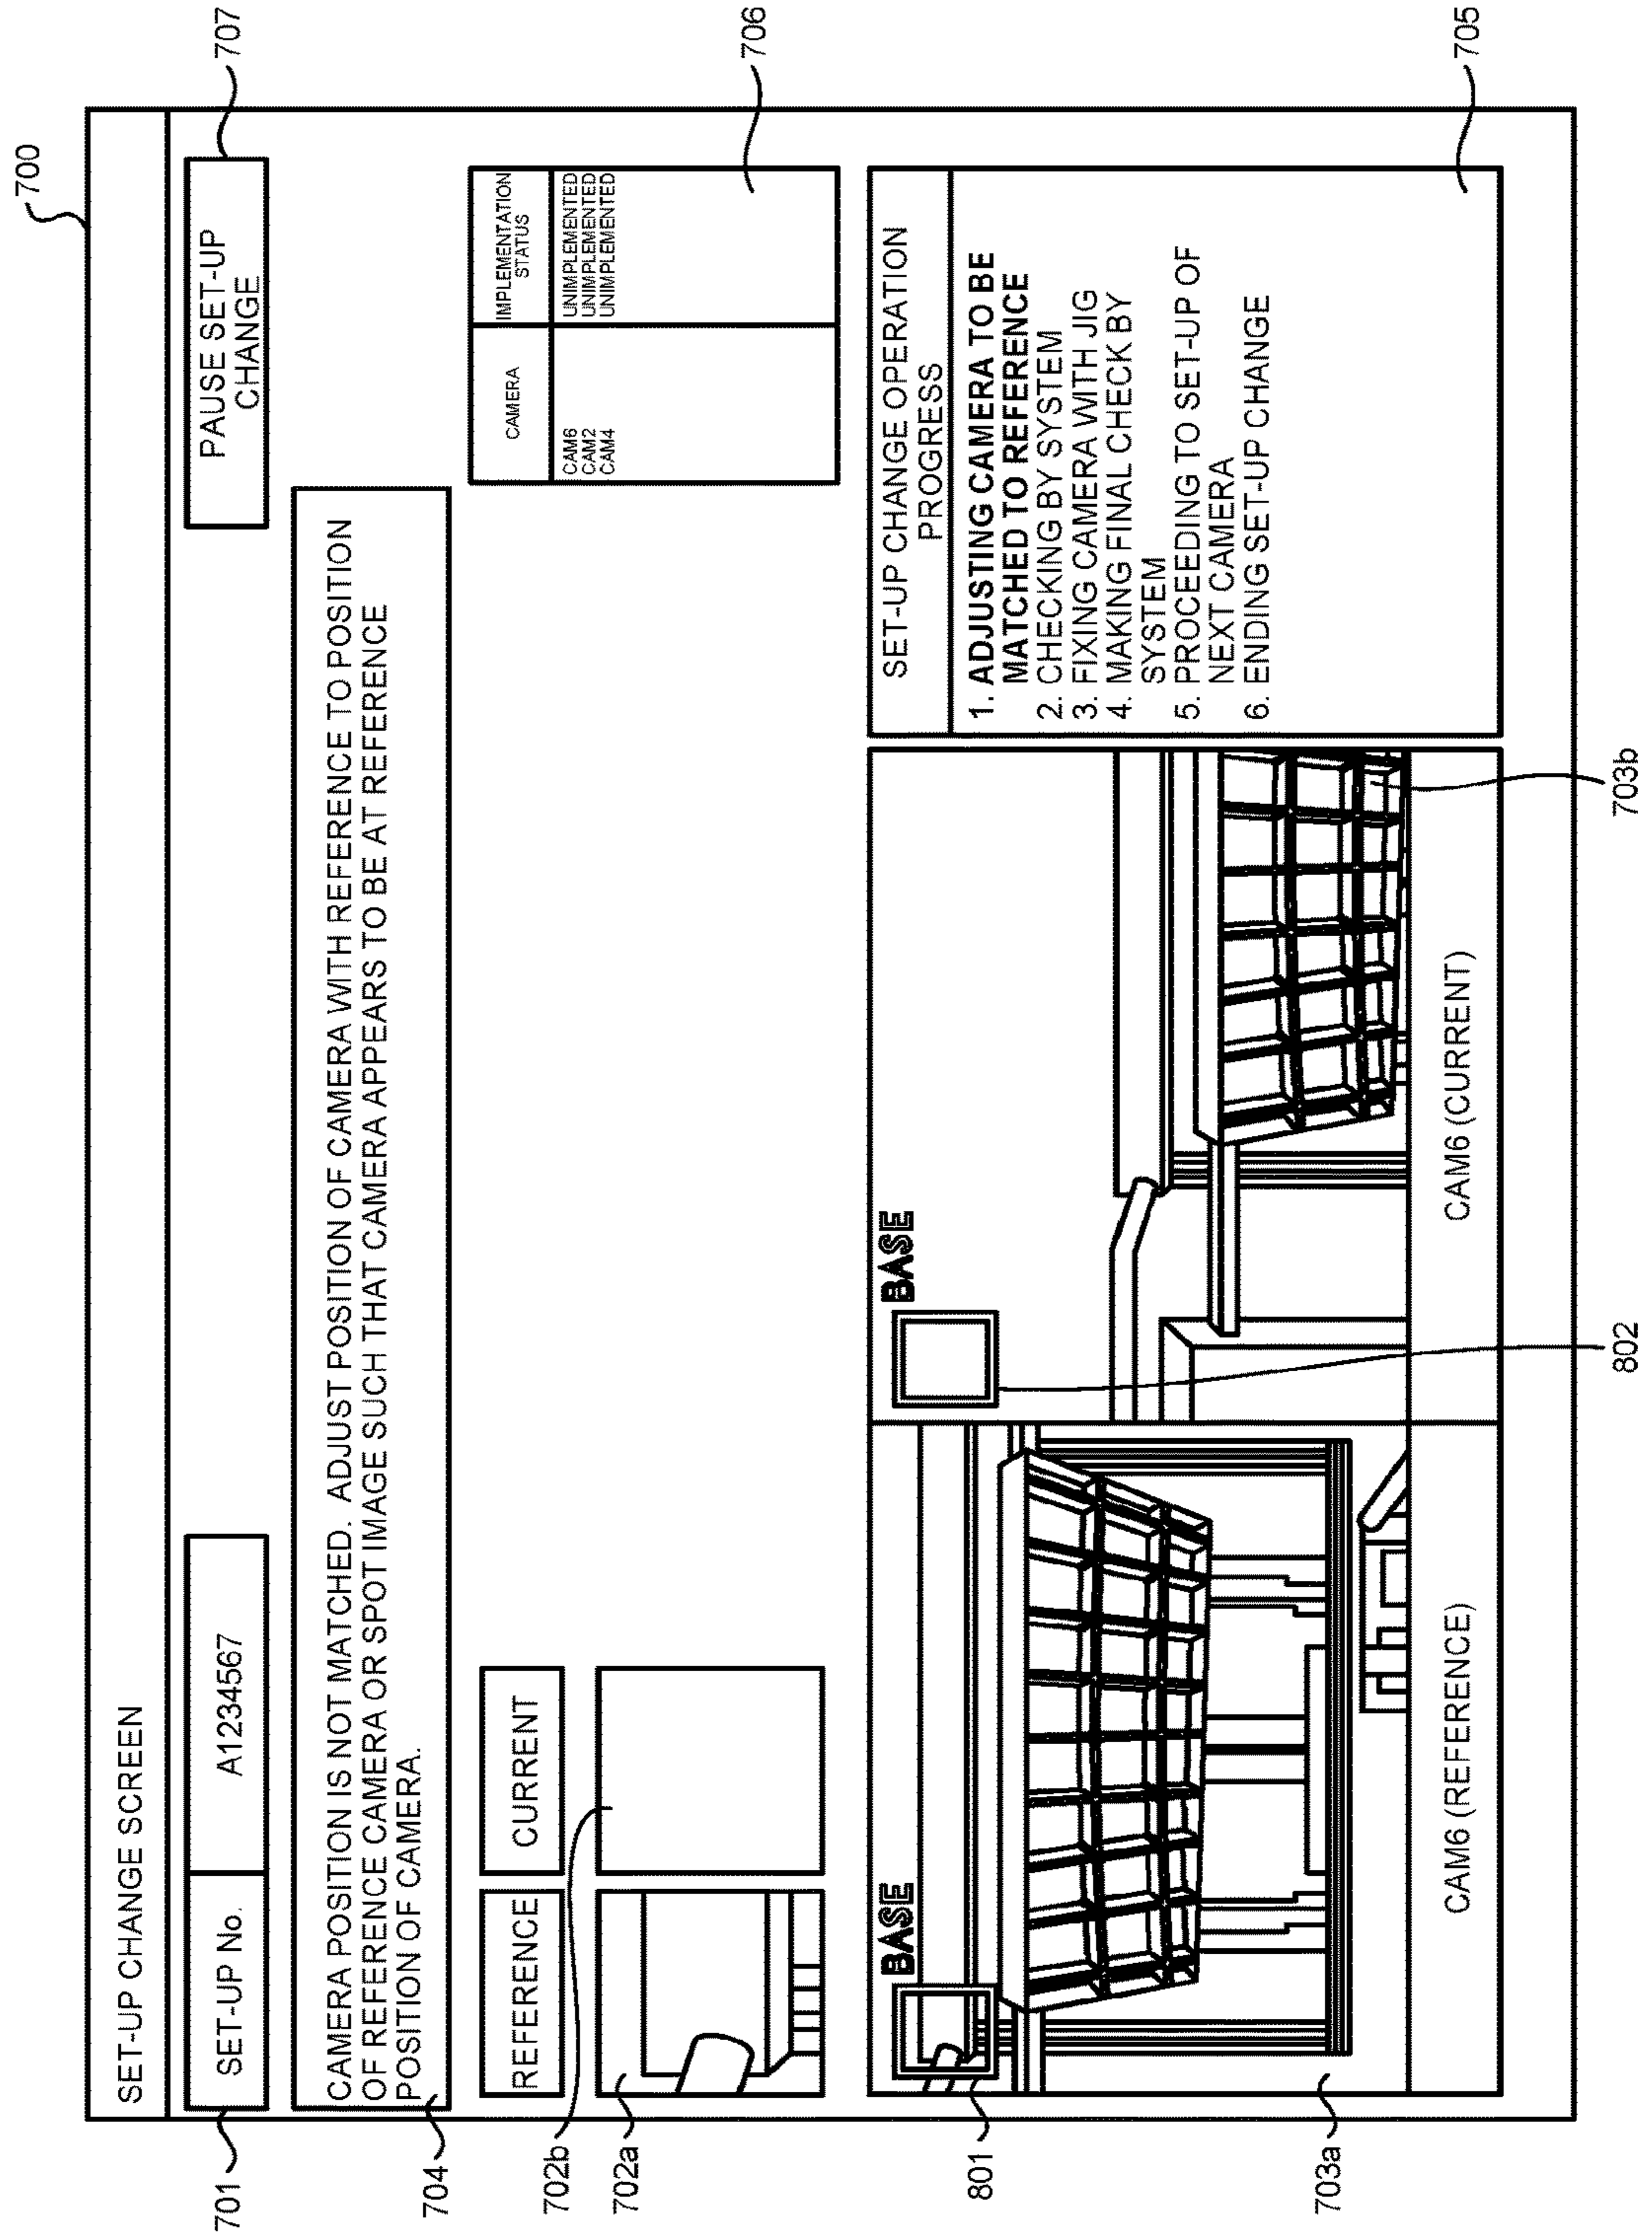 700
SET-UP CHANGE SCREEN
701
SET-UP No.
A1234567
PAUSE SET-UP
CHANGE
707
704
CAMERA POSITION IS NOT MATCHED. ADJUST POSITION OF CAMERA WITH REFERENCE TO POSITION
OF REFERENCE CAMERA OR SPOT IMAGE SUCH THAT CAMERA APPEARS TO BE AT REFERENCE
POSITION OF CAMERA.
REFERENCE
CURRENT
702b
702a
CAMERA
IMPLEMENTATION
STATUS
CAM6 UNIMPLEMENTED
CAM2 UNIMPLEMENTED
CAM4 UNIMPLEMENTED
706
BASE
BASE
801
703a
CAM6 (REFERENCE)
CAM6 (CURRENT)
SET-UP CHANGE OPERATION
PROGRESS
1. ADJUSTING CAMERA TO BE
MATCHED TO REFERENCE
2. CHECKING BY SYSTEM
3. FIXING CAMERA WITH JIG
4. MAKING FINAL CHECK BY
SYSTEM
5. PROCEEDING TO SET-UP OF
NEXT CAMERA
6. ENDING SET-UP CHANGE
705
802
703b